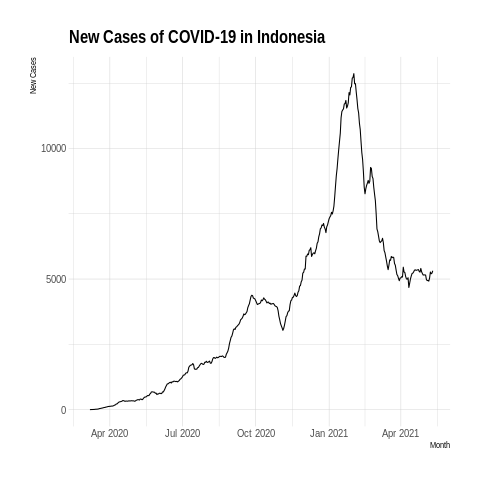 New Cases of COVID-19 in Indonesia
New Cases
10000
5000
0
Apr 2020 Jul 2020 Oct 2020 Jan 2021 Apr 2021
Month